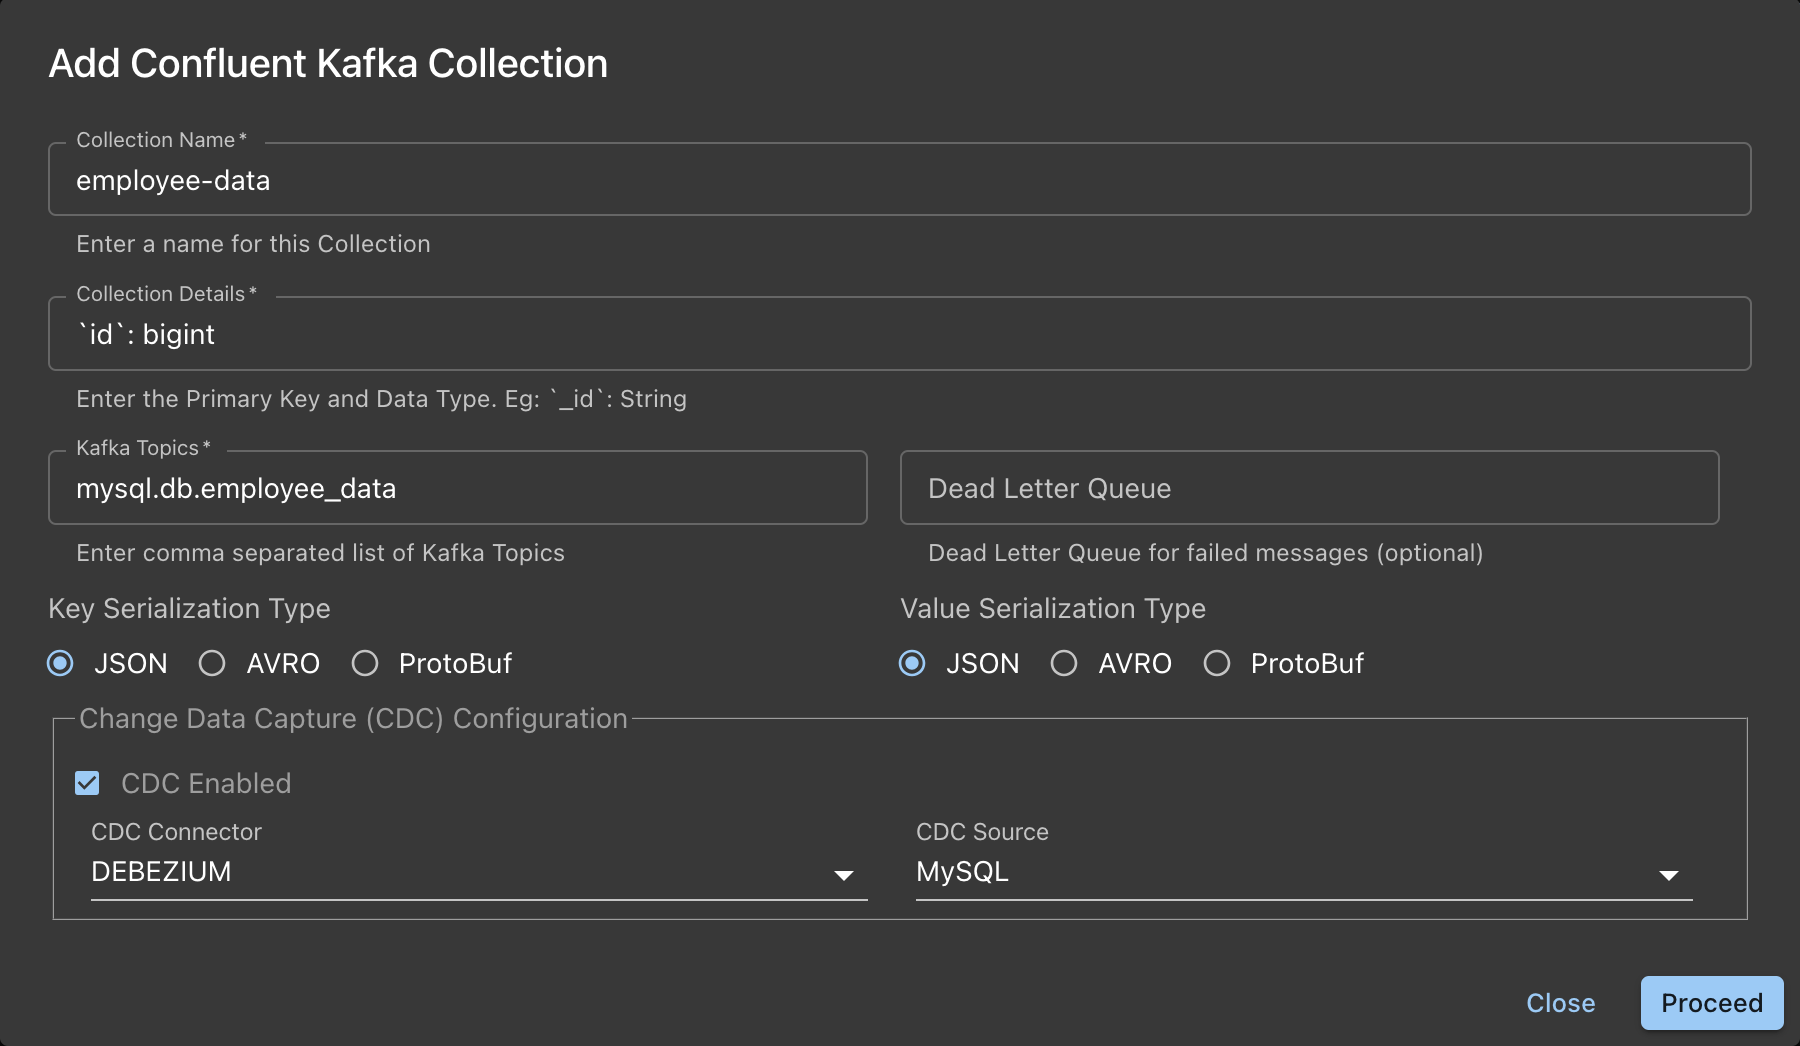 Add Confluent Kafka Collection
Collection Name*
employee-data
Enter a name for this Collection
Collection Details*
`id`: bigint
Enter the Primary Key and Data Type. Eg: `_id`: String
Kafka Topics*
mysql.db.employee_data
Dead Letter Queue
Enter comma separated list of Kafka Topics
Dead Letter Queue for failed messages (optional)
Key Serialization Type
Value Serialization Type
JSON AVRO ProtoBuf
JSON AVRO ProtoBuf
Change Data Capture (CDC) Configuration
CDC Enabled
CDC Connector
CDC Source
DEBEZIUM
MySQL
Close
Proceed